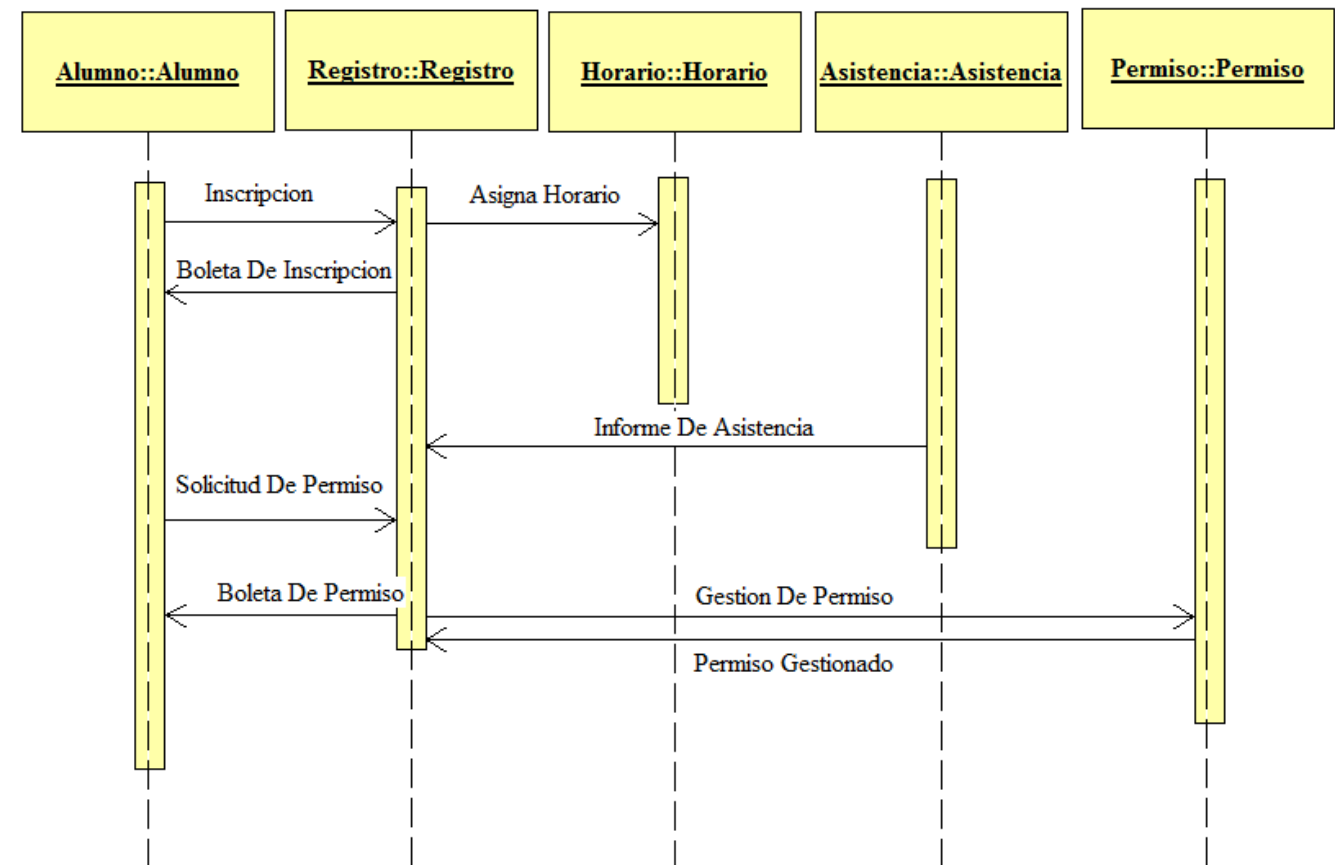 Alumno::Alumno
Registro::Registro
Horario::Horario
Asistencia::Asistencia
Permiso::Permiso
Inscripcion
Asigna Horario
Boleta De Inscripcion
Informe De Asistencia
Solicitud De Permiso
Boleta De Permiso
Gestion De Permiso
Permiso Gestionado